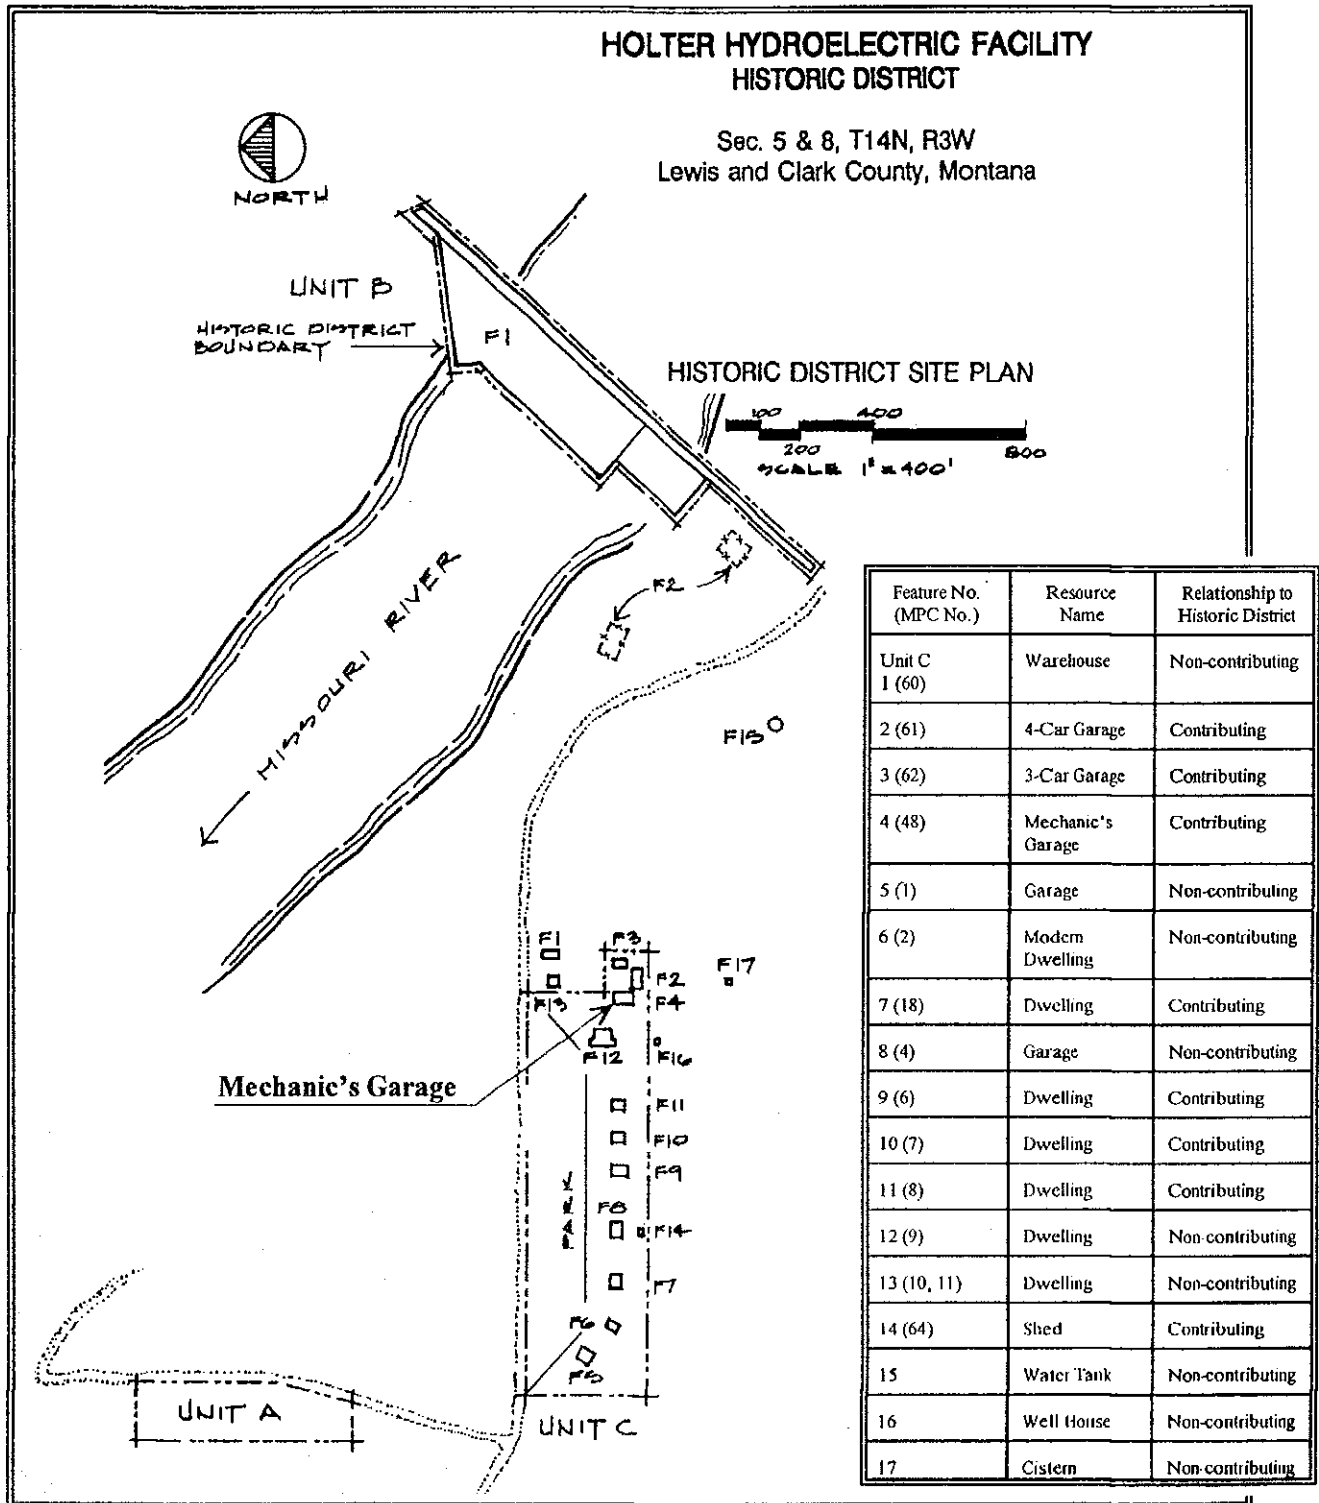 HOLTER HYDROELECTRIC FACILITY
HISTORIC DISTRICT
Sec. 5 & 8, T14N, R3W
Lewis and Clark County, Montana
NORTH
UNIT B
HISTORIC DISTRICT
BOUNDARY
F1
HISTORIC DISTRICT SITE PLAN
100 400
200 800
SCALE 1" = 400'
MISSOURI RIVER
F2
F15
F1
F3
F17
F2
F13
F4
F12
F16
Mechanic's Garage
F11
F10
F9
PARK
F8
F14
F7
F6
F5
UNIT A
UNIT C
Feature No. Resource Relationship to
(MPC No.) Name Historic District
Unit C Warehouse Non-contributing
1 (60)
2 (61) 4-Car Garage Contributing
3 (62) 3-Car Garage Contributing
4 (48) Mechanic's Contributing
Garage
5 (1) Garage Non-contributing
6 (2) Modern Non-contributing
Dwelling
7 (18) Dwelling Contributing
8 (4) Garage Non-contributing
9 (6) Dwelling Contributing
10 (7) Dwelling Contributing
11 (8) Dwelling Contributing
12 (9) Dwelling Non-contributing
13 (10, 11) Dwelling Non-contributing
14 (64) Shed Contributing
15 Water Tank Non-contributing
16 Well House Non-contributing
17 Cistern Non-contributing